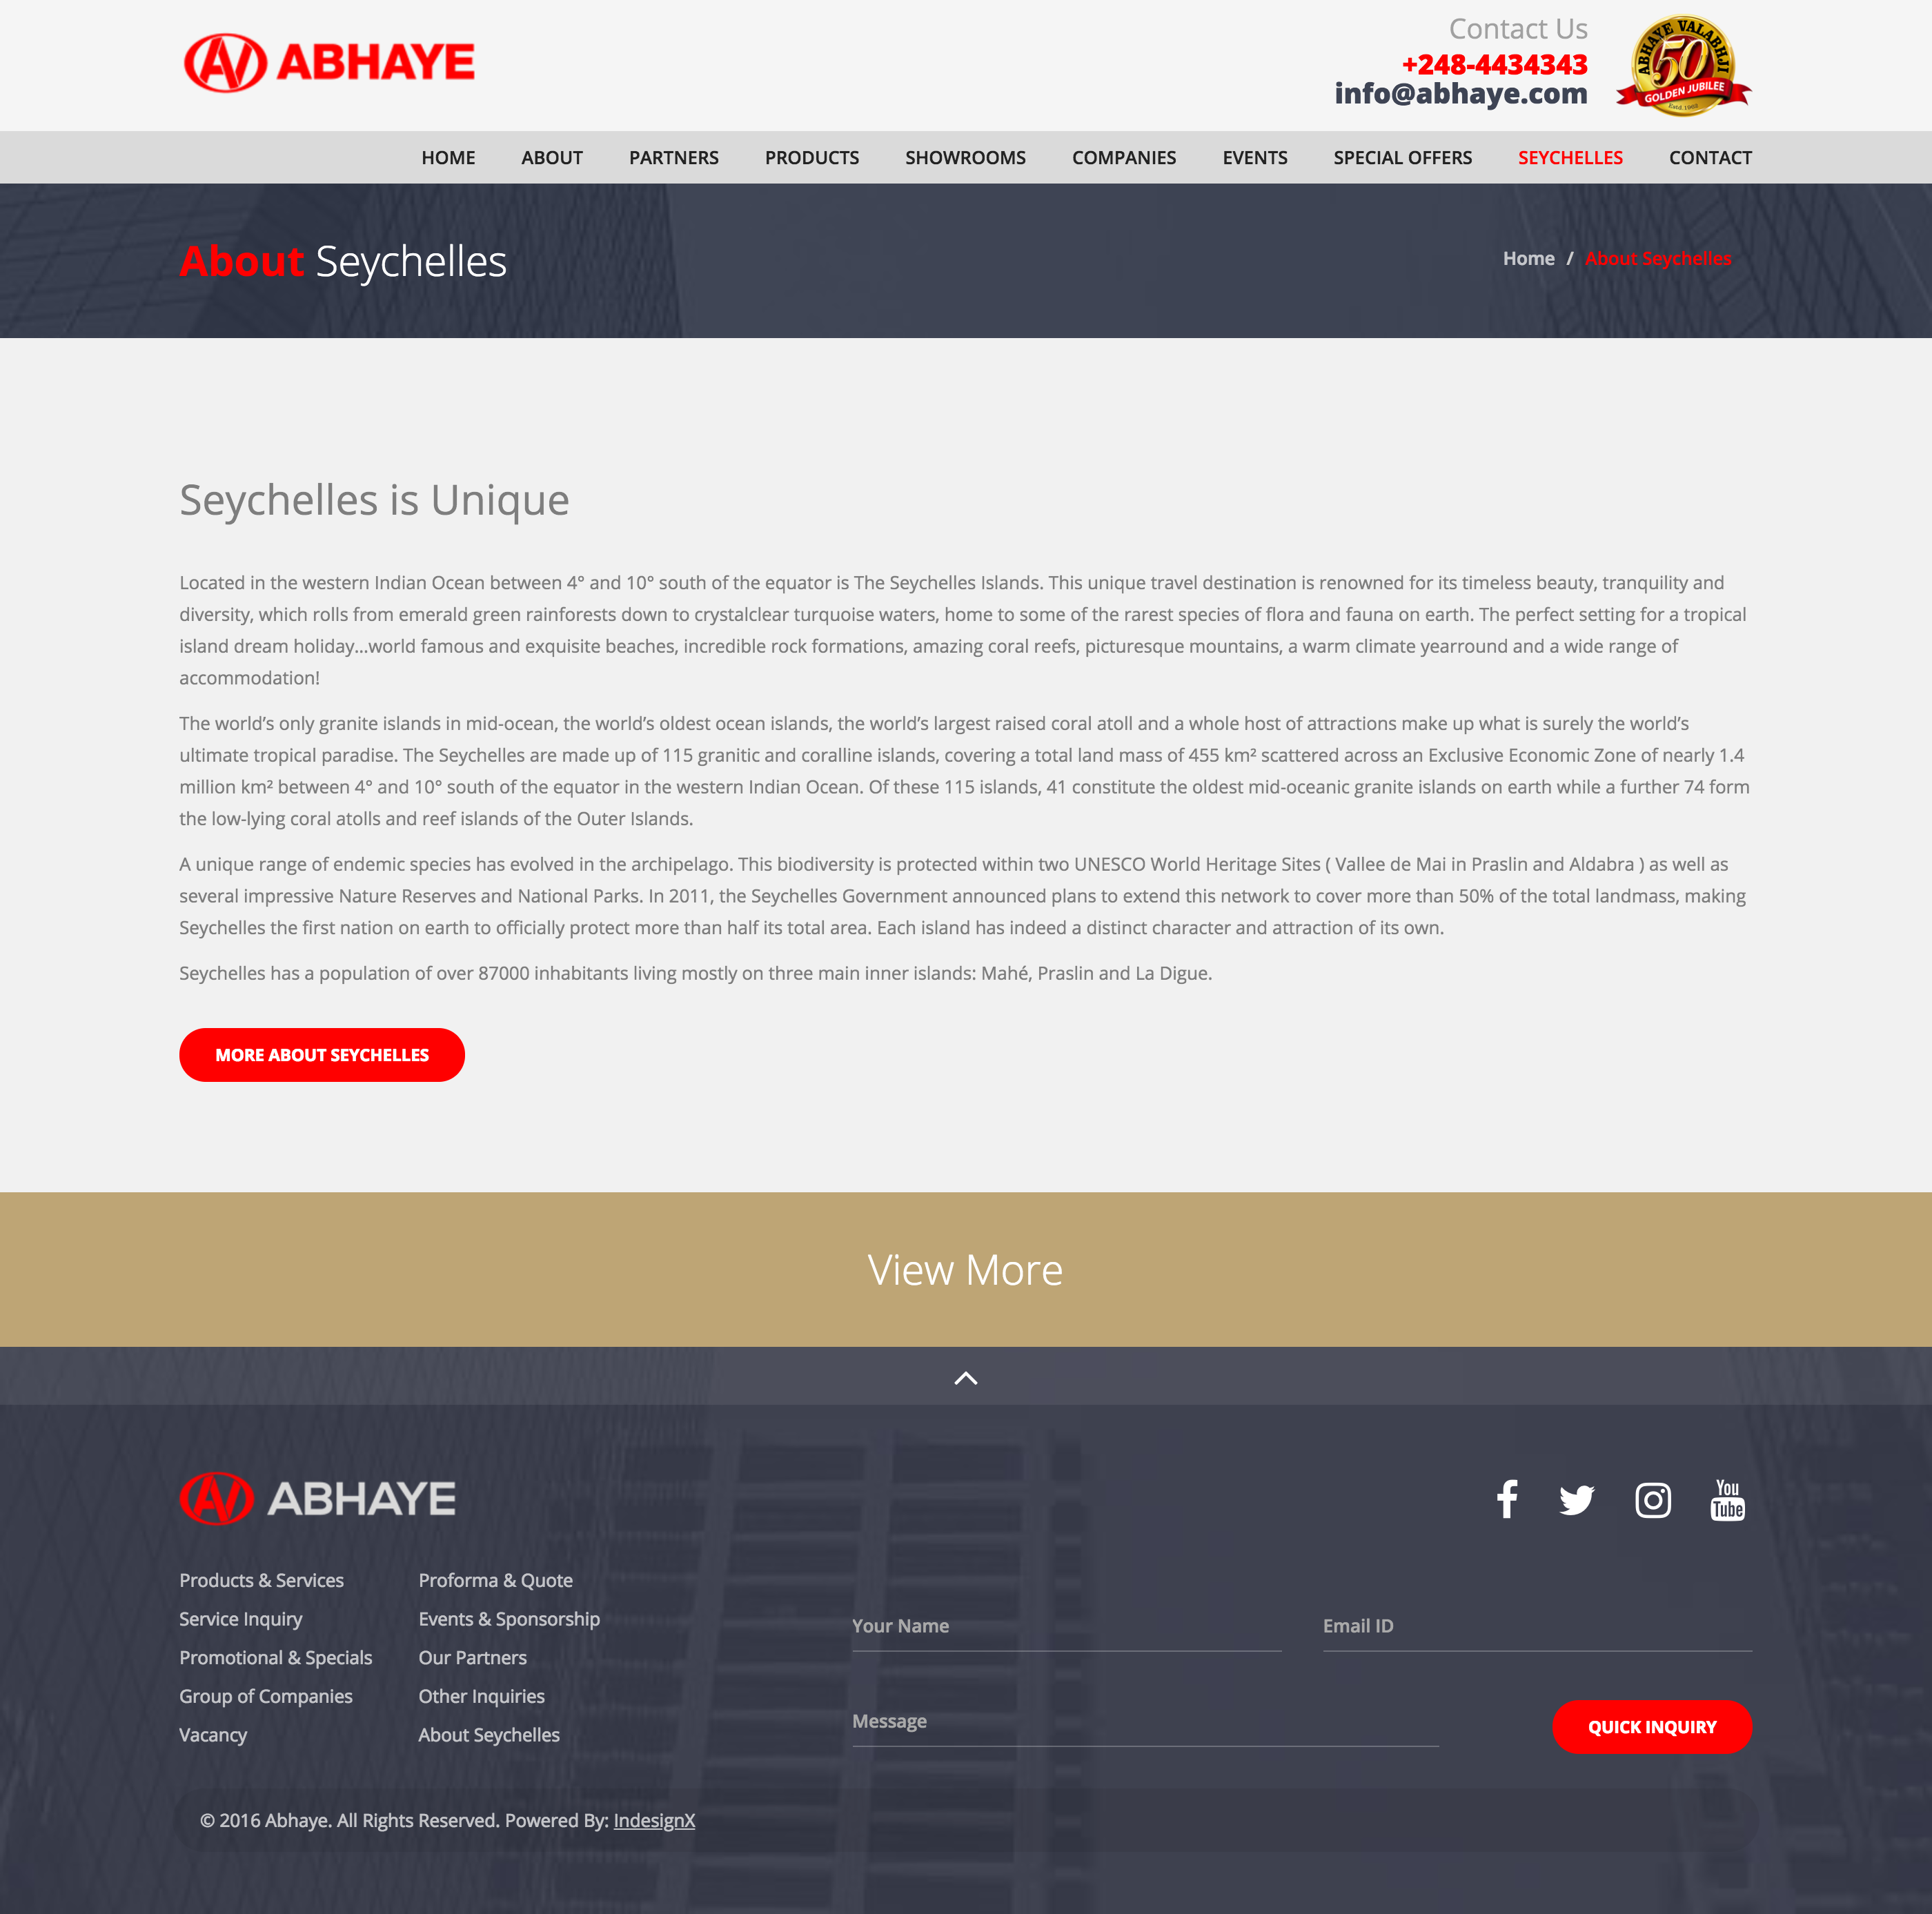 AV ABHAYE
Contact Us
+248-4434343
info@abhaye.com
ABHAYE VALABHJI
50
GOLDEN JUBILEE
Estd. 1962
HOME ABOUT PARTNERS PRODUCTS SHOWROOMS COMPANIES EVENTS SPECIAL OFFERS SEYCHELLES CONTACT
About Seychelles
Home / About Seychelles
Seychelles is Unique
Located in the western Indian Ocean between 4° and 10° south of the equator is The Seychelles Islands. This unique travel destination is renowned for its timeless beauty, tranquility and
diversity, which rolls from emerald green rainforests down to crystalclear turquoise waters, home to some of the rarest species of flora and fauna on earth. The perfect setting for a tropical
island dream holiday...world famous and exquisite beaches, incredible rock formations, amazing coral reefs, picturesque mountains, a warm climate yearround and a wide range of
accommodation!
The world’s only granite islands in mid-ocean, the world’s oldest ocean islands, the world’s largest raised coral atoll and a whole host of attractions make up what is surely the world’s
ultimate tropical paradise. The Seychelles are made up of 115 granitic and coralline islands, covering a total land mass of 455 km² scattered across an Exclusive Economic Zone of nearly 1.4
million km² between 4° and 10° south of the equator in the western Indian Ocean. Of these 115 islands, 41 constitute the oldest mid-oceanic granite islands on earth while a further 74 form
the low-lying coral atolls and reef islands of the Outer Islands.
A unique range of endemic species has evolved in the archipelago. This biodiversity is protected within two UNESCO World Heritage Sites ( Vallee de Mai in Praslin and Aldabra ) as well as
several impressive Nature Reserves and National Parks. In 2011, the Seychelles Government announced plans to extend this network to cover more than 50% of the total landmass, making
Seychelles the first nation on earth to officially protect more than half its total area. Each island has indeed a distinct character and attraction of its own.
Seychelles has a population of over 87000 inhabitants living mostly on three main inner islands: Mahé, Praslin and La Digue.
MORE ABOUT SEYCHELLES
View More
AV ABHAYE
You
Tube
Products & Services
Service Inquiry
Promotional & Specials
Group of Companies
Vacancy
Proforma & Quote
Events & Sponsorship
Our Partners
Other Inquiries
About Seychelles
Your Name
Email ID
Message
QUICK INQUIRY
© 2016 Abhaye. All Rights Reserved. Powered By: IndesignX